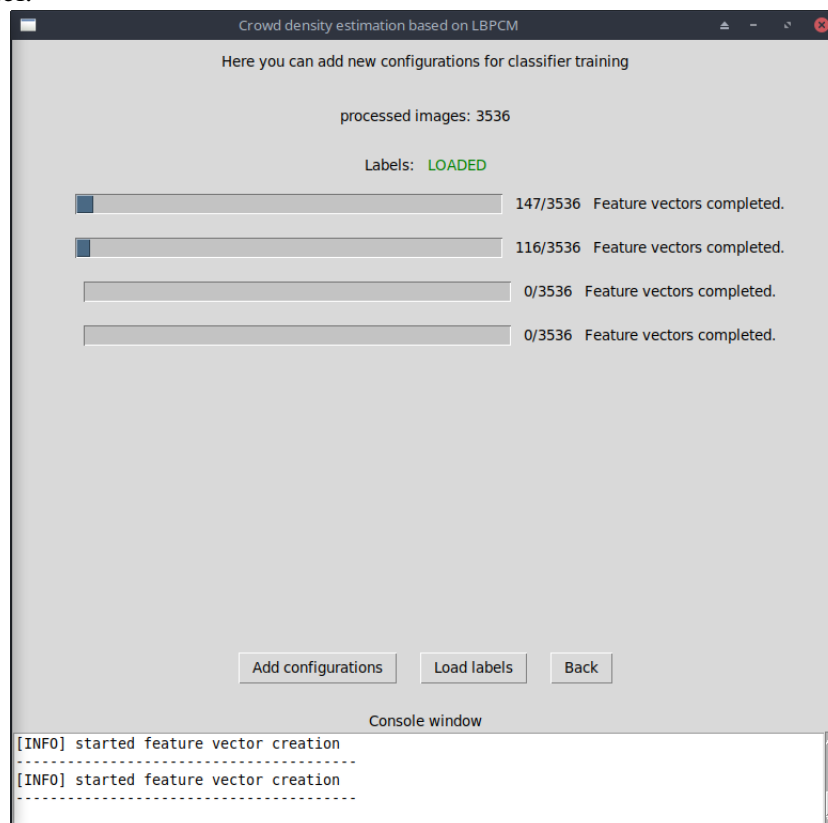 Crowd density estimation based on LBPCM
Here you can add new configurations for classifier training
processed images: 3536
Labels: LOADED
147/3536 Feature vectors completed.
116/3536 Feature vectors completed.
0/3536 Feature vectors completed.
0/3536 Feature vectors completed.
Add configurations Load labels Back
Console window
[INFO] started feature vector creation
----------------------------------------
[INFO] started feature vector creation
----------------------------------------